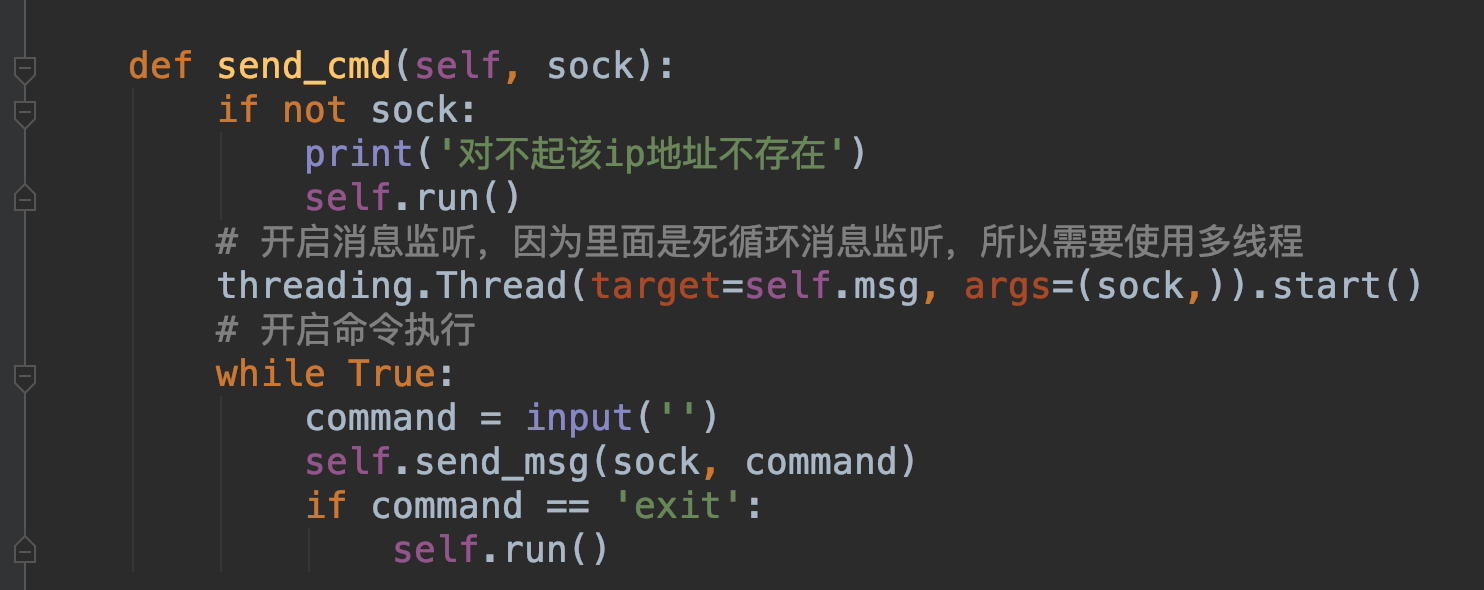 def send_cmd(self, sock):
    if not sock:
        print('对不起该ip地址不存在')
        self.run()
    # 开启消息监听，因为里面是死循环消息监听，所以需要使用多线程
    threading.Thread(target=self.msg, args=(sock,)).start()
    # 开启命令执行
    while True:
        command = input('')
        self.send_msg(sock, command)
        if command == 'exit':
            self.run()